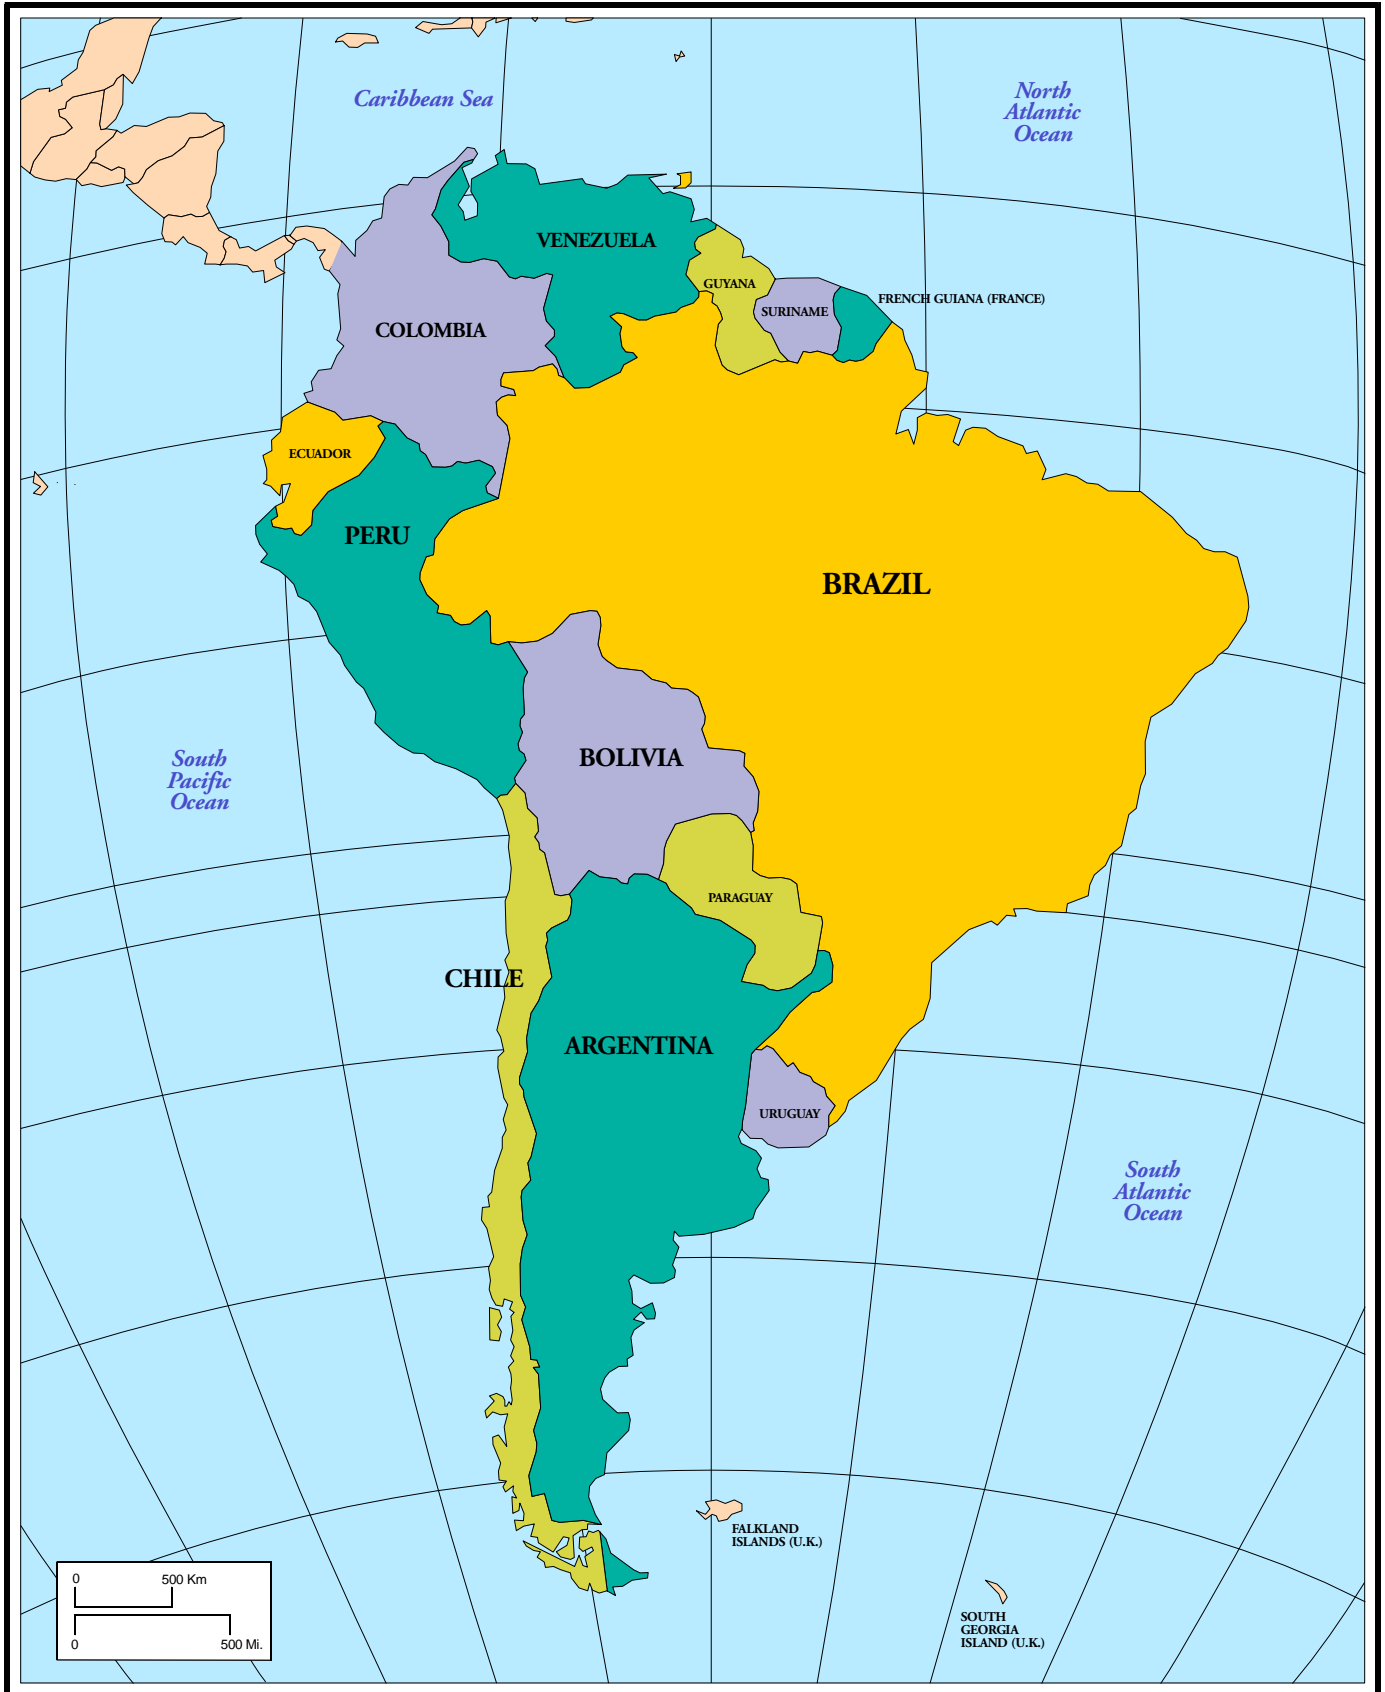 Caribbean Sea
North
Atlantic
Ocean
VENEZUELA
GUYANA
FRENCH GUIANA (FRANCE)
SURINAME
COLOMBIA
ECUADOR
PERU
BRAZIL
BOLIVIA
South
Pacific
Ocean
PARAGUAY
CHILE
ARGENTINA
URUGUAY
South
Atlantic
Ocean
FALKLAND
ISLANDS (U.K.)
SOUTH
GEORGIA
ISLAND (U.K.)
0 500 Km
0 500 Mi.